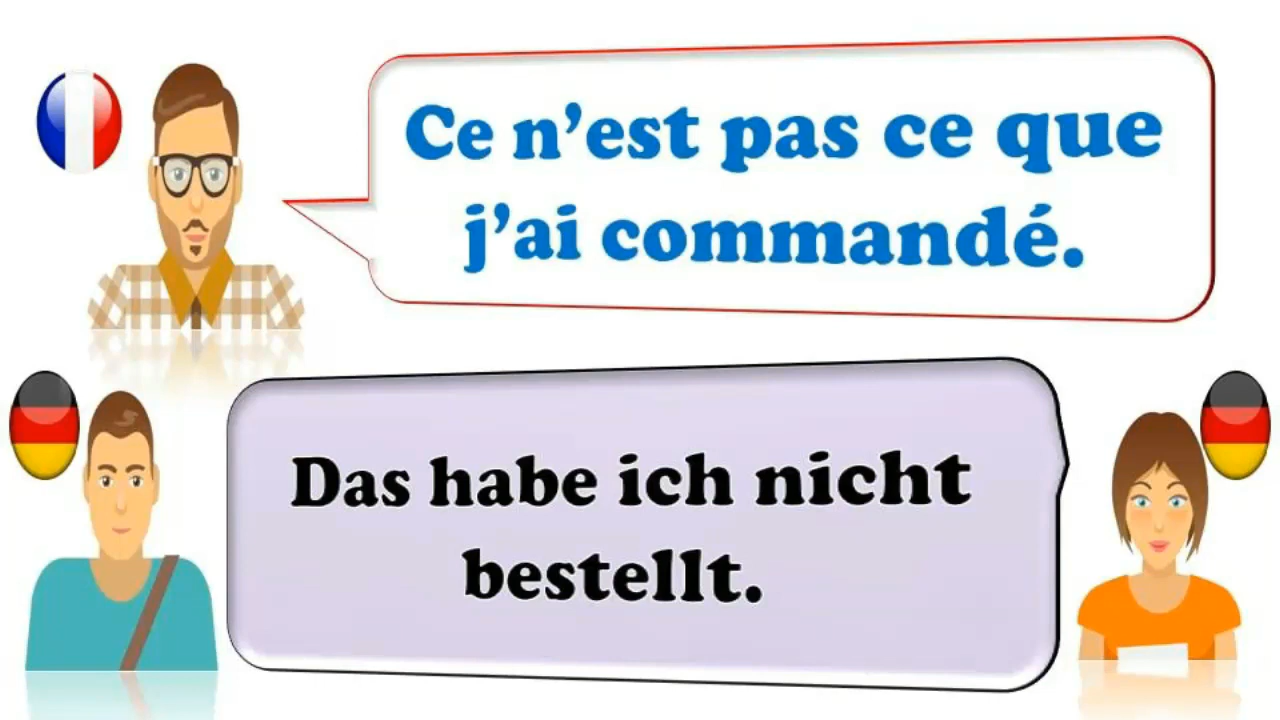 Ce n’est pas ce que
j’ai commandé.
Das habe ich nicht
bestellt.